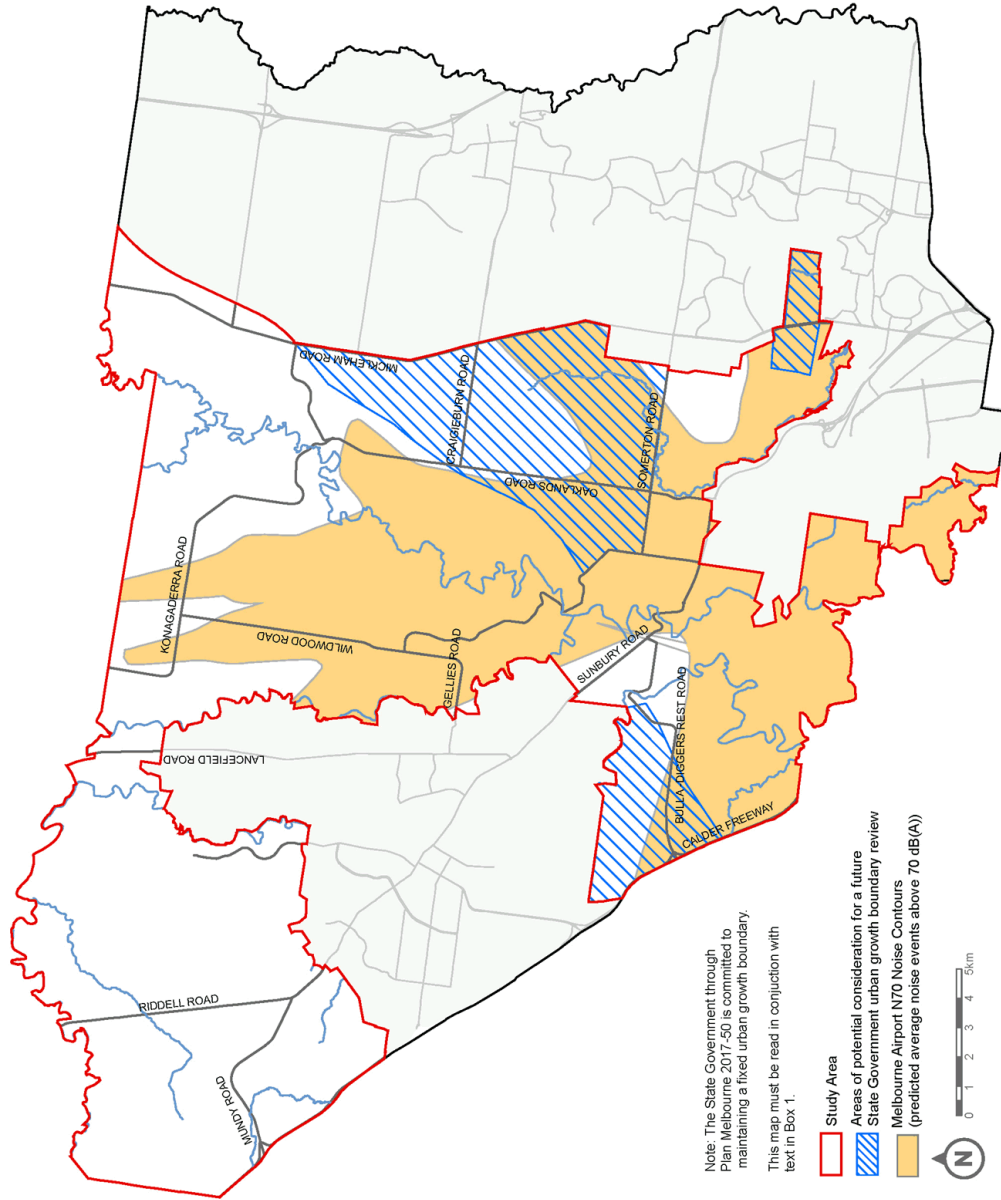 KONAGADERRA ROAD
MICKLEHAM ROAD
LANCEFIELD ROAD
WILDWOOD ROAD
CRAIGIEBURN ROAD
GELLIES ROAD
OAKLANDS ROAD
SOMERTON ROAD
SUNBURY ROAD
RIDDELL ROAD
MUNDY ROAD
BULLA_DIGGERS REST ROAD
CALDER FREEWAY
Note: The State Government through
Plan Melbourne 2017-50 is committed to
maintaining a fixed urban growth boundary.
This map must be read in conjuction with
text in Box 1.
Study Area
Areas of potential consideration for a future
State Government urban growth boundary review
Melbourne Airport N70 Noise Contours
(predicted average noise events above 70 dB(A))
N
0 1 2 3 4 5km